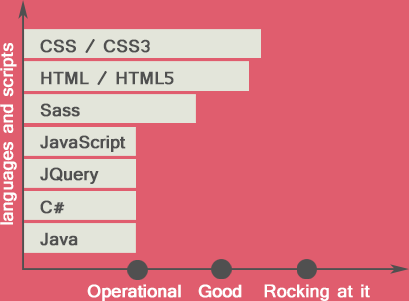 languages and scripts
CSS / CSS3
HTML / HTML5
Sass
JavaScript
JQuery
C#
Java
Operational Good Rocking at it